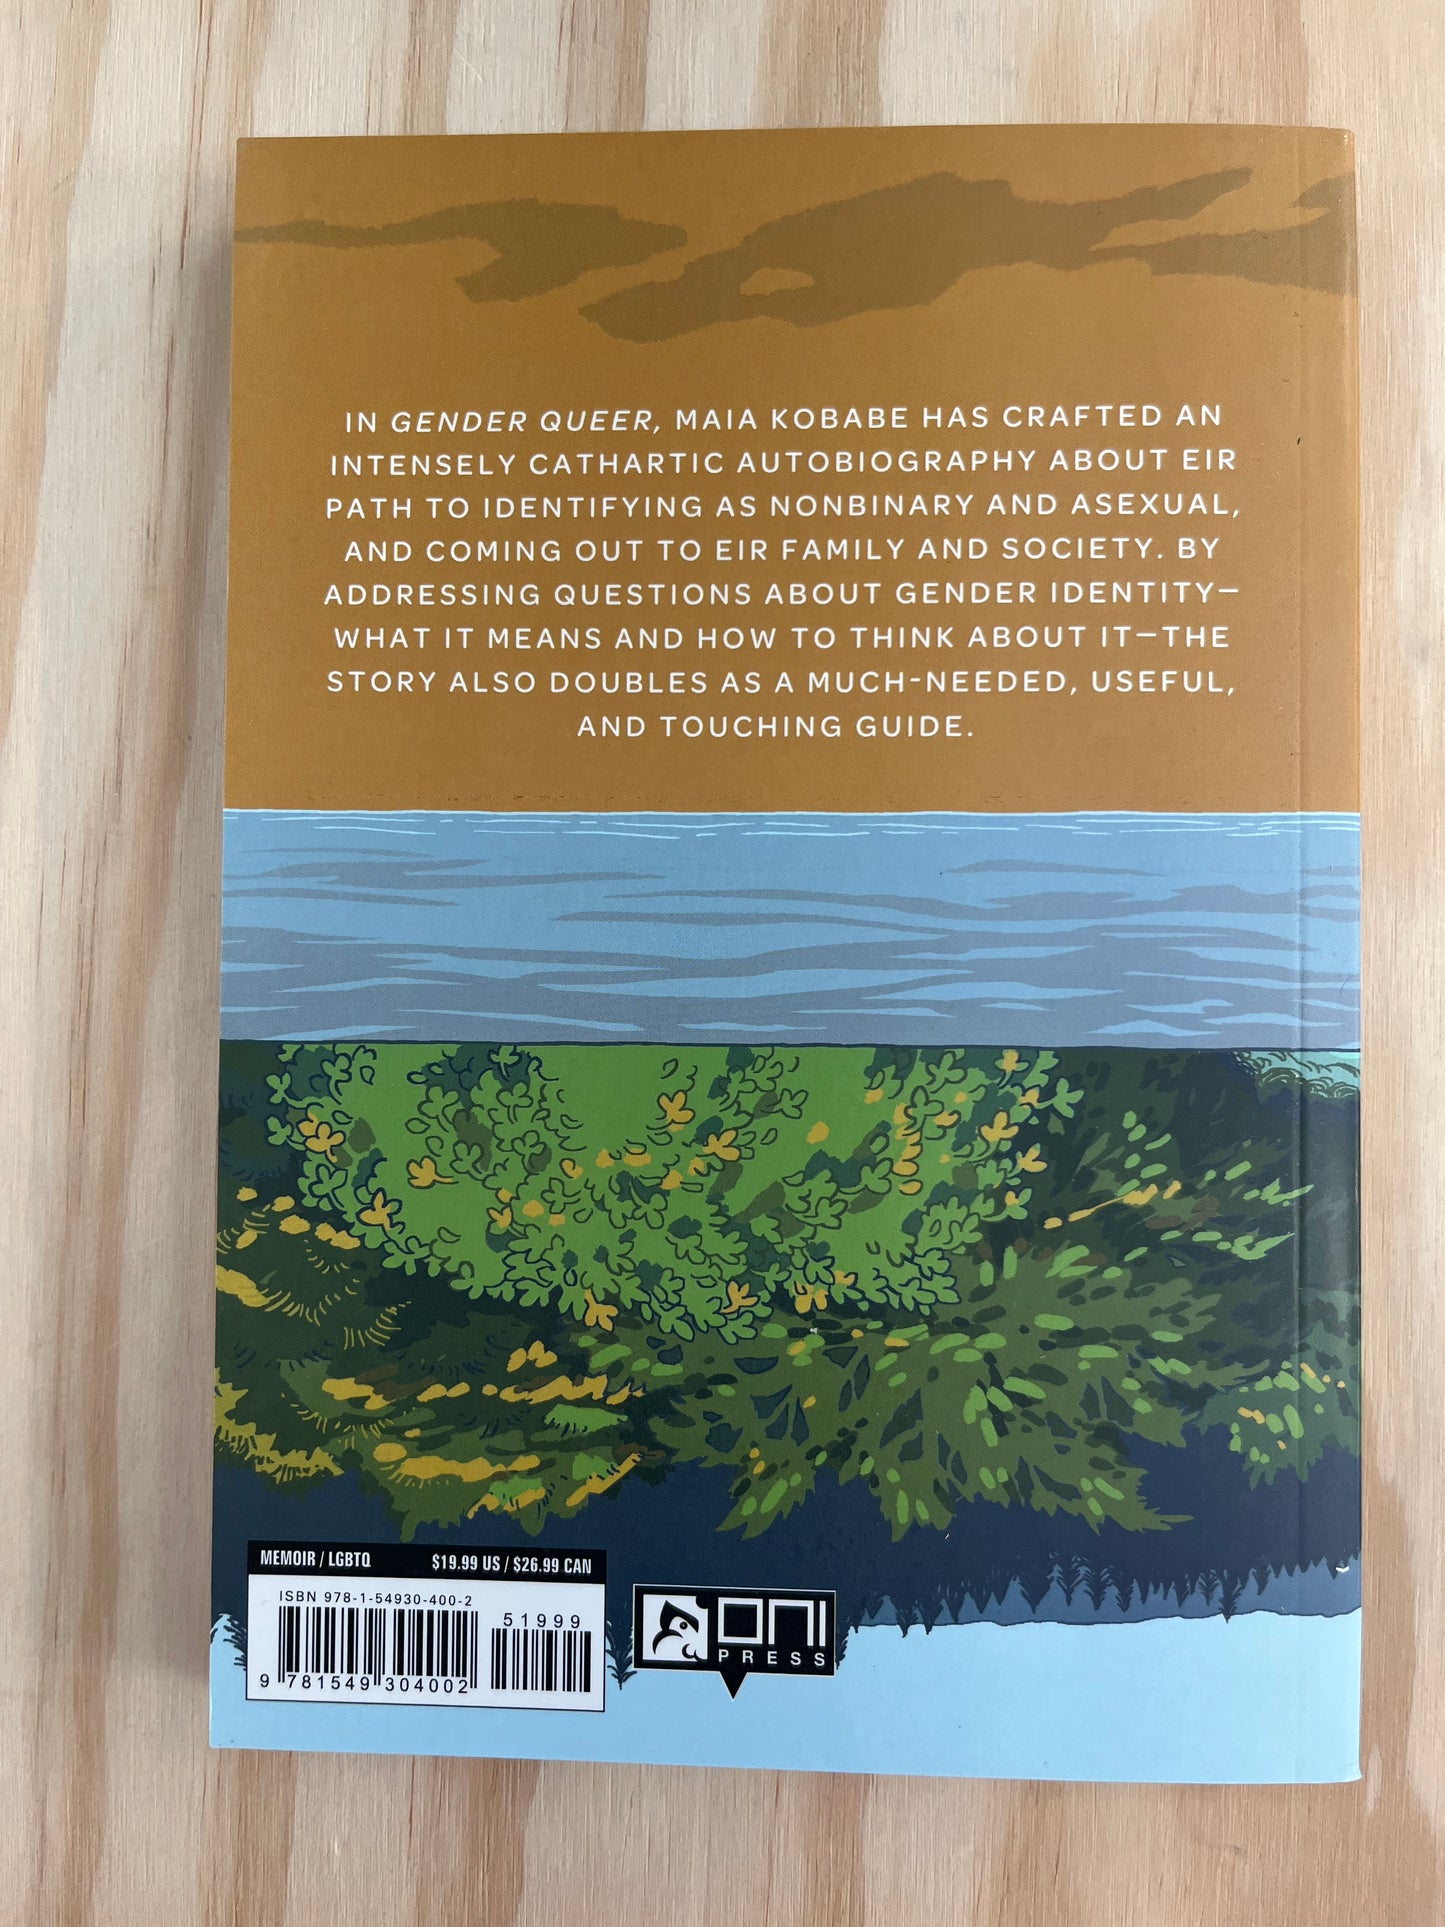 IN GENDER QUEER, MAIA KOBABE HAS CRAFTED AN
INTENSELY CATHARTIC AUTOBIOGRAPHY ABOUT EIR
PATH TO IDENTIFYING AS NONBINARY AND ASEXUAL,
AND COMING OUT TO EIR FAMILY AND SOCIETY. BY
ADDRESSING QUESTIONS ABOUT GENDER IDENTITY—
WHAT IT MEANS AND HOW TO THINK ABOUT IT—THE
STORY ALSO DOUBLES AS A MUCH-NEEDED, USEFUL,
AND TOUCHING GUIDE.
MEMOIR / LGBTQ $19.99 US / $26.99 CAN
ISBN 978-1-54930-400-2
51999
9 781549 304002
ONI
PRESS